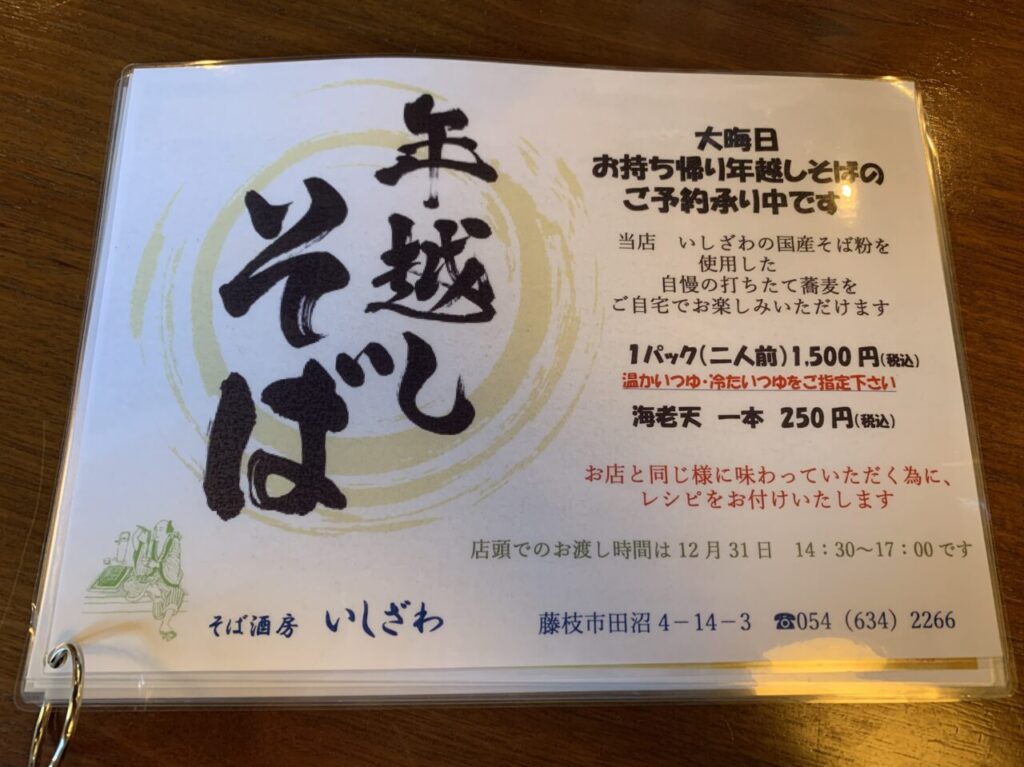 年越し
そば
大晦日
お持ち帰り年越しそばの
ご予約承り中です
当店　いしざわの国産そば粉を
使用した
自慢の打ちたて蕎麦を
ご自宅でお楽しみいただけます
1パック(二人前)1,500円(税込)
温かいつゆ・冷たいつゆをご指定下さい
海老天　一本　250円(税込)
お店と同じ様に味わっていただく為に、
レシピをお付けいたします
店頭でのお渡し時間は12月31日　14：30〜17：00です
そば酒房　いしざわ
藤枝市田沼4－14－3　☎054（634）2266